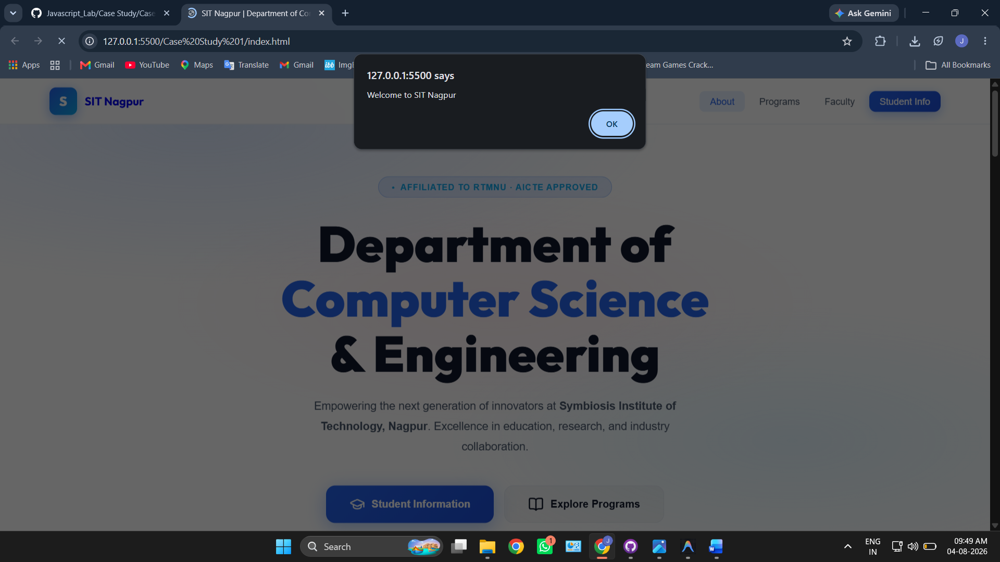 Javascript_Lab/Case Study/Case
SIT Nagpur | Department of Co
Ask Gemini
127.0.0.1:5500/Case%20Study%201/index.html
J
Apps
Gmail
YouTube
Maps
Translate
Gmail
ibb
ImgB
eam Games Crack...
All Bookmarks
127.0.0.1:5500 says
Welcome to SIT Nagpur
OK
S
SIT Nagpur
About
Programs
Faculty
Student Info
• AFFILIATED TO RTMNU · AICTE APPROVED
Department of
Computer Science
& Engineering
Empowering the next generation of innovators at Symbiosis Institute of
Technology, Nagpur. Excellence in education, research, and industry
collaboration.
Student Information
Explore Programs
Search
1
J
W
ENG
IN
09:49 AM
04-08-2026